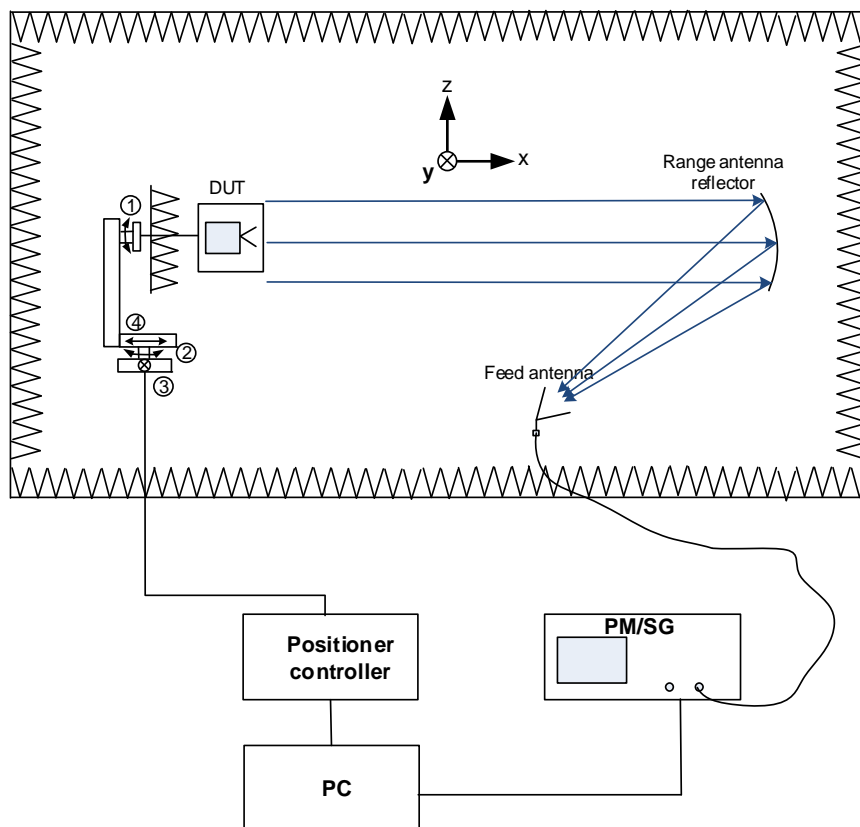 z
x
y
Range antenna
reflector
DUT
①
④
②
③
Feed antenna
PM/SG
Positioner
controller
PC